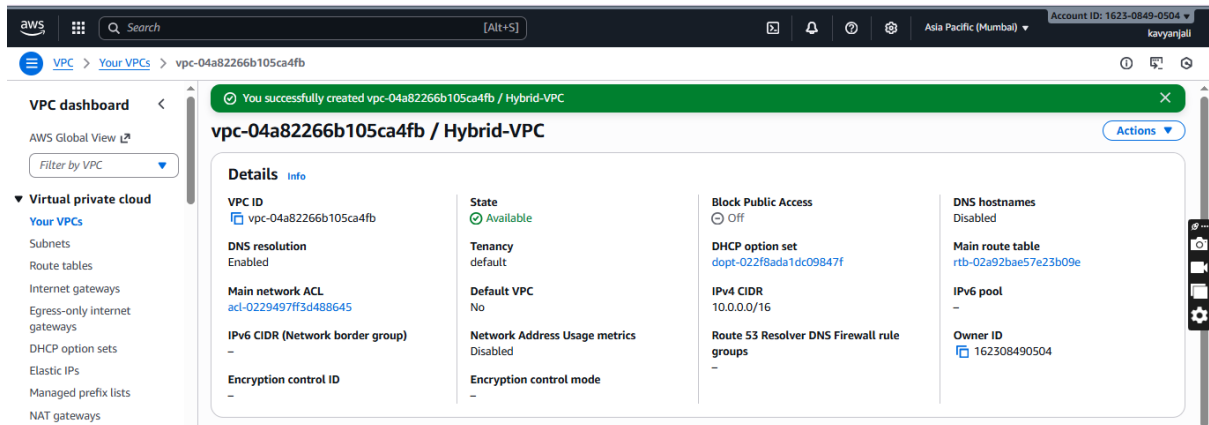 aws
Search
[Alt+S]
Asia Pacific (Mumbai)
Account ID: 1623-0849-0504
kavyanjali
VPC > Your VPCs > vpc-04a82266b105ca4fb
VPC dashboard
AWS Global View
Filter by VPC
Virtual private cloud
Your VPCs
Subnets
Route tables
Internet gateways
Egress-only internet
gateways
DHCP option sets
Elastic IPs
Managed prefix lists
NAT gateways
You successfully created vpc-04a82266b105ca4fb / Hybrid-VPC
vpc-04a82266b105ca4fb / Hybrid-VPC
Actions
Details Info
VPC ID
vpc-04a82266b105ca4fb
State
Available
Block Public Access
Off
DNS hostnames
Disabled
DNS resolution
Enabled
Tenancy
default
DHCP option set
dopt-022f8ada1dc09847f
Main route table
rtb-02a92bae57e23b09e
Main network ACL
acl-0229497ff3d488645
Default VPC
No
IPv4 CIDR
10.0.0.0/16
IPv6 pool
–
IPv6 CIDR (Network border group)
–
Network Address Usage metrics
Disabled
Route 53 Resolver DNS Firewall rule
groups
–
Owner ID
162308490504
Encryption control ID
–
Encryption control mode
–